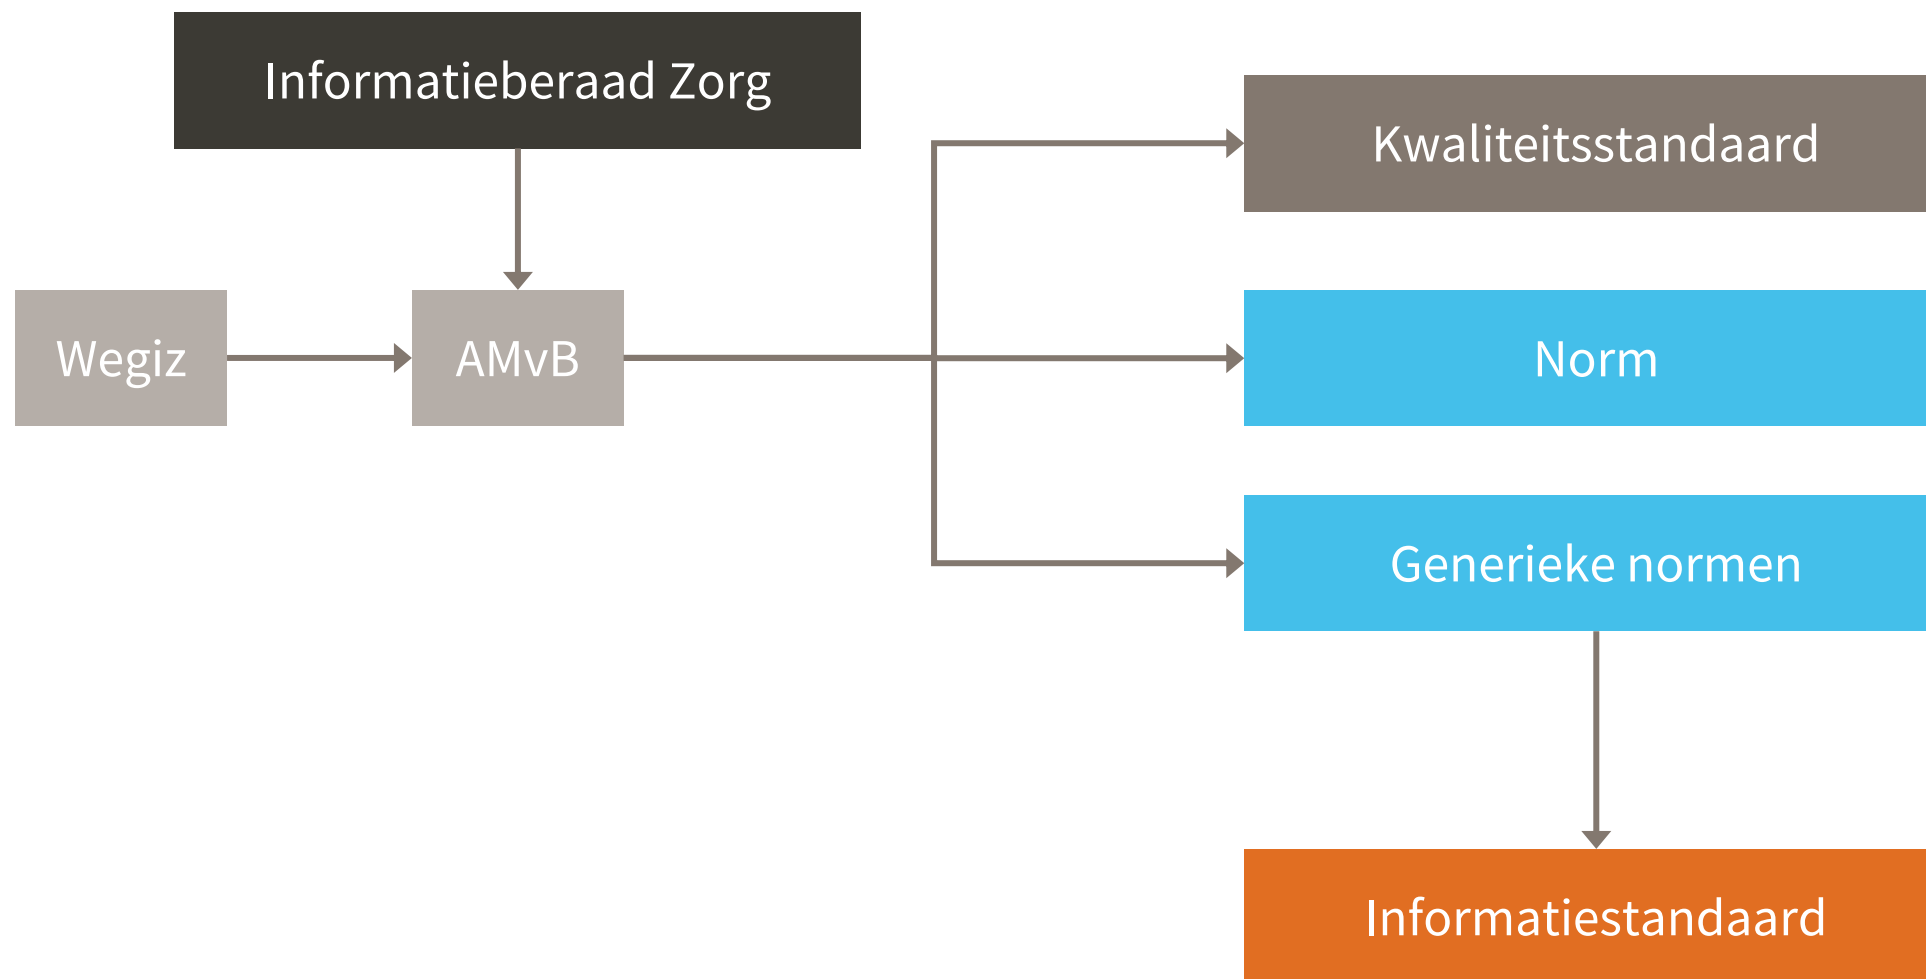 Informatieberaad Zorg
Kwaliteitsstandaard
Wegiz
AMvB
Norm
Generieke normen
Informatiestandaard